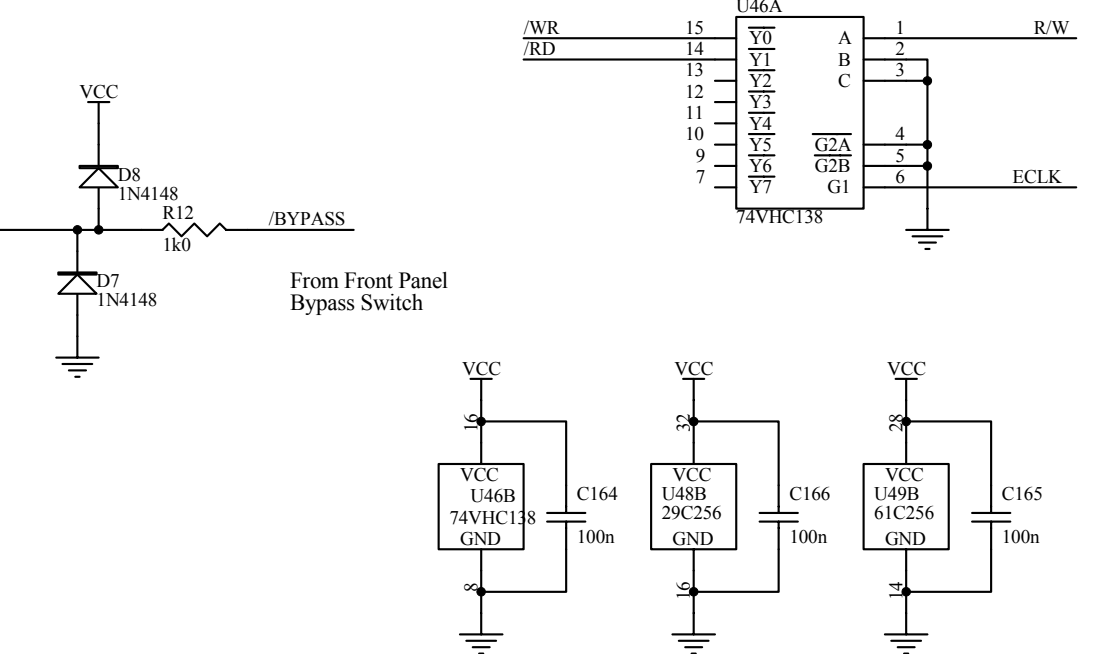 U46A
/WR 15 Y0 A 1 R/W
/RD 14 Y1 B 2
13 Y2 C 3
12 Y3
11 Y4
10 Y5 G2A 4
9 Y6 G2B 5
7 Y7 G1 6 ECLK
74VHC138
VCC
D8
1N4148
R12
1k0
/BYPASS
D7
1N4148
From Front Panel
Bypass Switch
VCC
16
VCC
U46B
74VHC138
GND
8
C164
100n
VCC
32
VCC
U48B
29C256
GND
16
C166
100n
VCC
28
VCC
U49B
61C256
GND
14
C165
100n